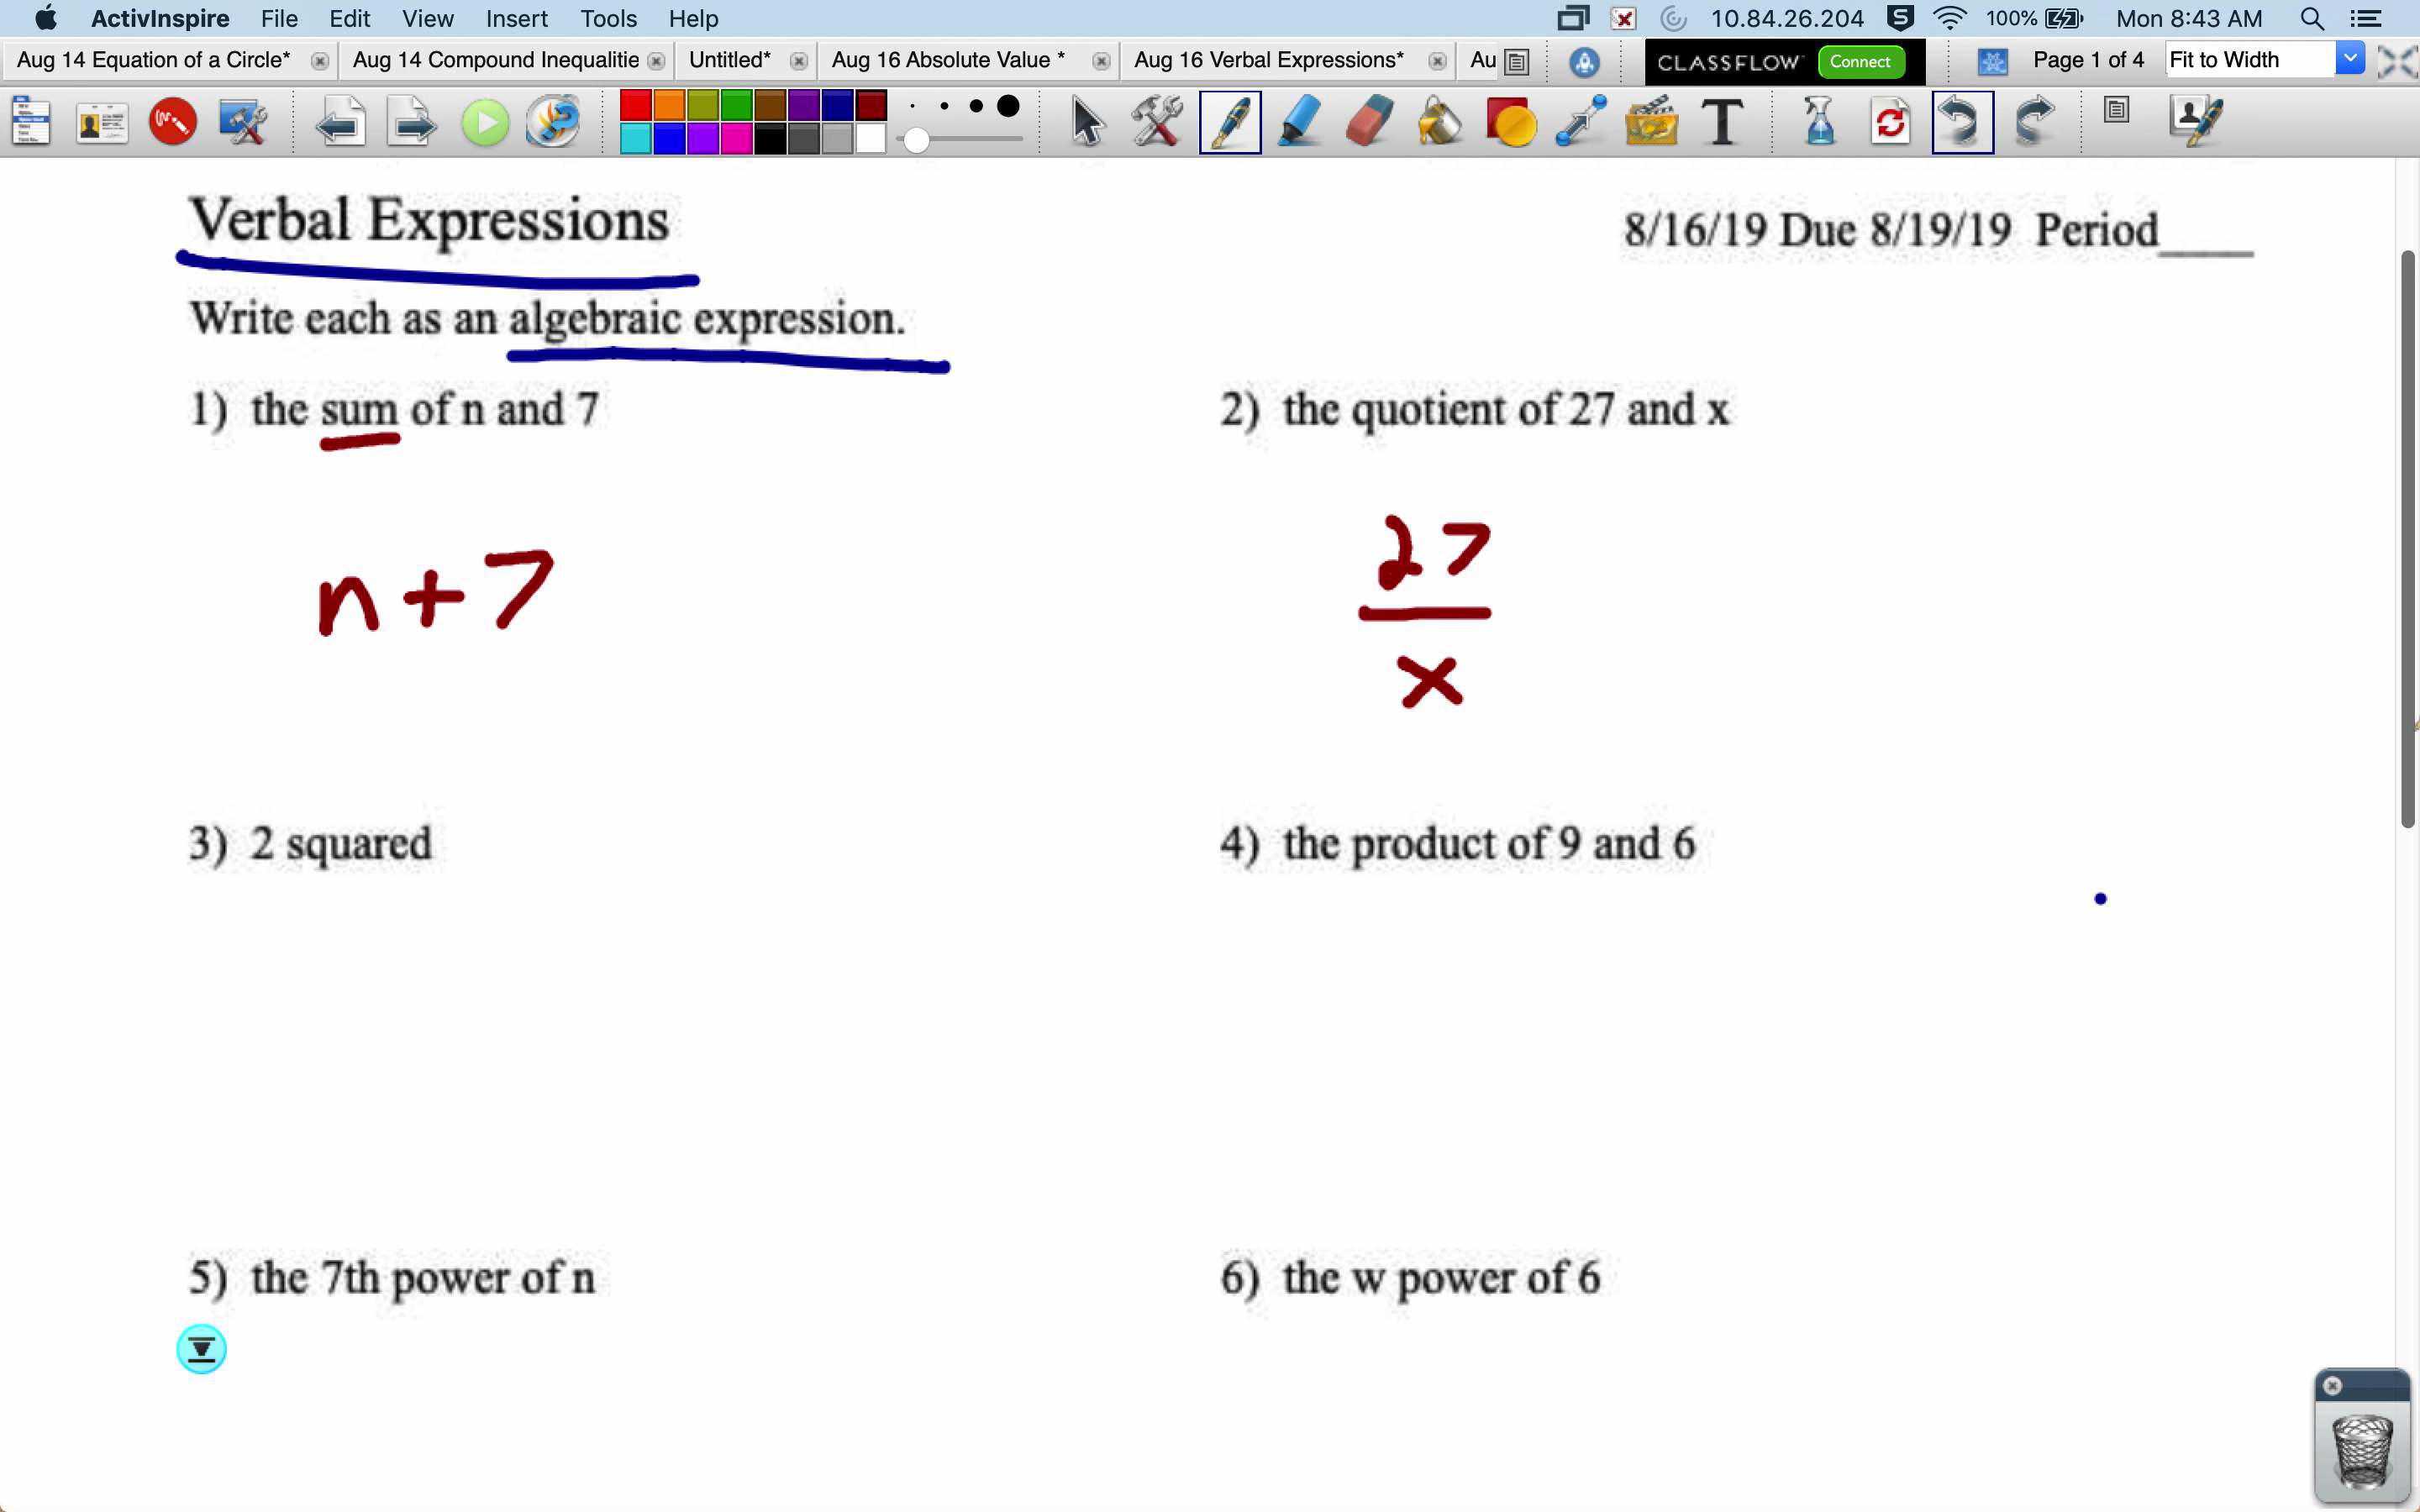 ActivInspire File Edit View Insert Tools Help 10.84.26.204 S 100% Mon 8:43 AM
Aug 14 Equation of a Circle* Aug 14 Compound Inequalitie Untitled* Aug 16 Absolute Value * Aug 16 Verbal Expressions* Au CLASSFLOW Connect Page 1 of 4 Fit to Width
T
Verbal Expressions 8/16/19 Due 8/19/19 Period____
Write each as an algebraic expression.
1) the sum of n and 7 2) the quotient of 27 and x
n+7
27
x
3) 2 squared 4) the product of 9 and 6
5) the 7th power of n 6) the w power of 6